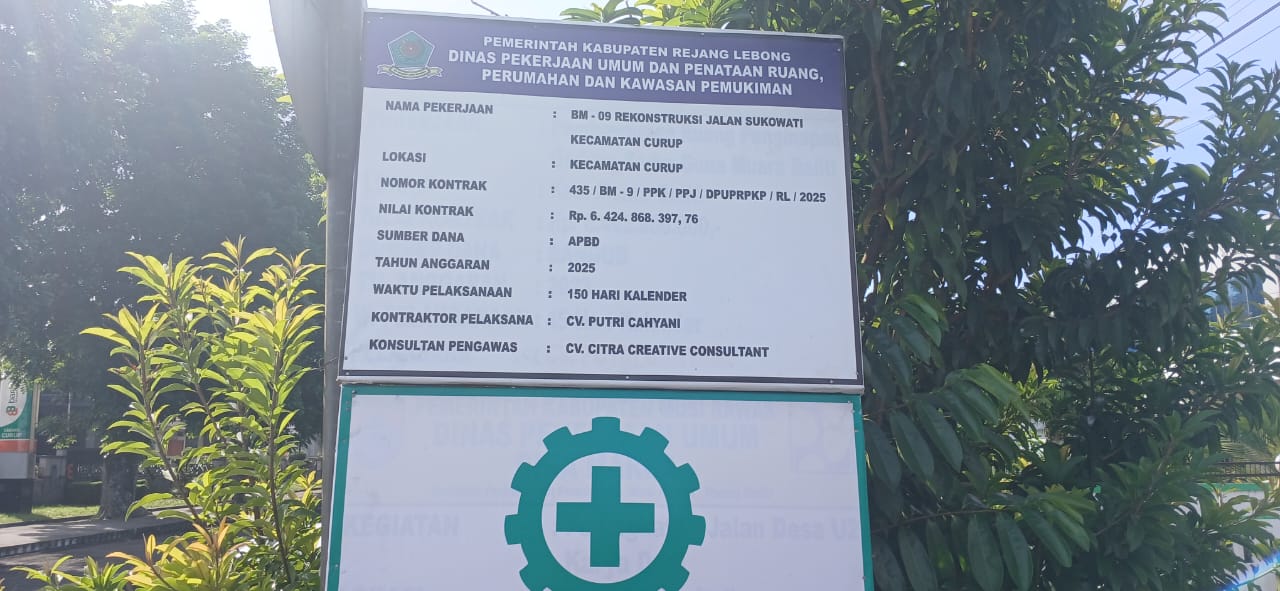 PEMERINTAH KABUPATEN REJANG LEBONG
DINAS PEKERJAAN UMUM DAN PENATAAN RUANG,
PERUMAHAN DAN KAWASAN PEMUKIMAN
NAMA PEKERJAAN : BM - 09 REKONSTRUKSI JALAN SUKOWATI
KECAMATAN CURUP
LOKASI : KECAMATAN CURUP
NOMOR KONTRAK : 435 / BM - 9 / PPK / PPJ / DPUPRPKP / RL / 2025
NILAI KONTRAK : Rp. 6. 424. 868. 397, 76
SUMBER DANA : APBD
TAHUN ANGGARAN : 2025
WAKTU PELAKSANAAN : 150 HARI KALENDER
KONTRAKTOR PELAKSANA : CV. PUTRI CAHYANI
KONSULTAN PENGAWAS : CV. CITRA CREATIVE CONSULTANT
UMUM
KEGIATAN
Jalan Desa
CURUP